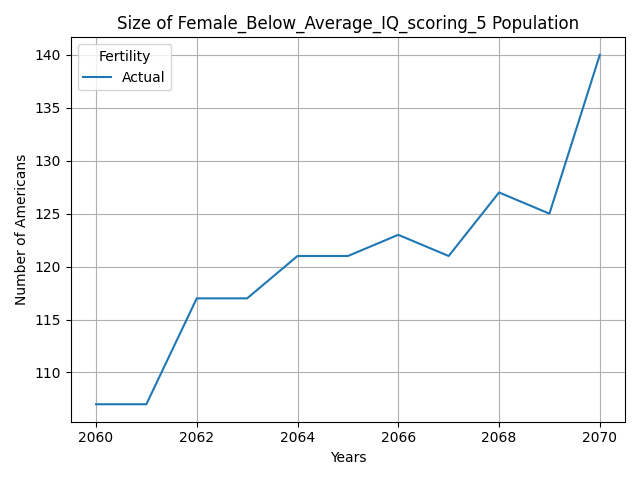 Size of Female_Below_Average_IQ_scoring_5 Population
Fertility
Actual
140
135
130
125
120
115
110
Number of Americans
2060
2062
2064
2066
2068
2070
Years